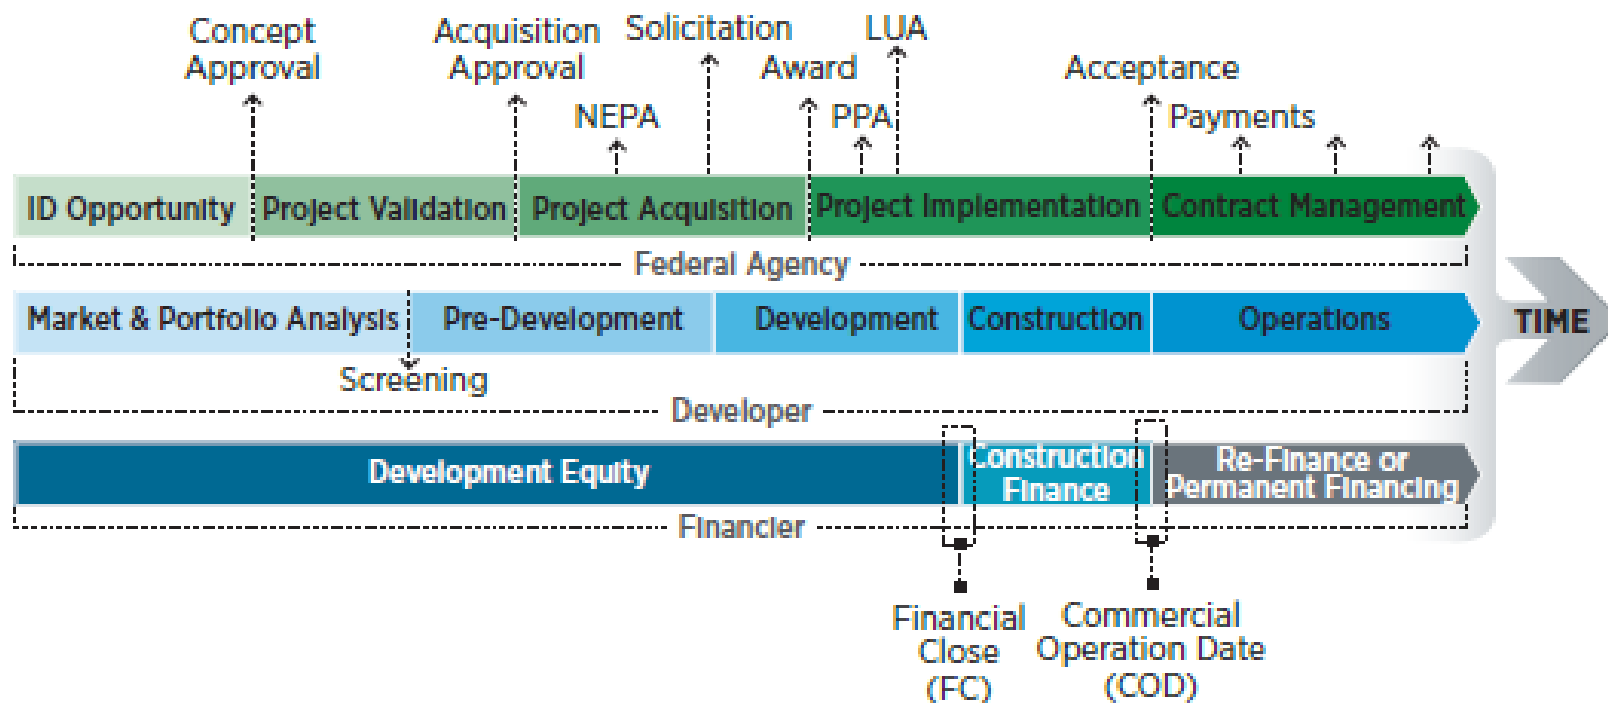 Concept
Approval
Acquisition
Approval
Solicitation
LUA
NEPA
Award
PPA
Acceptance
Payments
ID Opportunity
Project Validation
Project Acquisition
Project Implementation
Contract Management
Federal Agency
Market & Portfolio Analysis
Pre-Development
Development
Construction
Operations
TIME
Screening
Developer
Development Equity
Construction
Finance
Re-Finance or
Permanent Financing
Financier
Financial
Close
(FC)
Commercial
Operation Date
(COD)